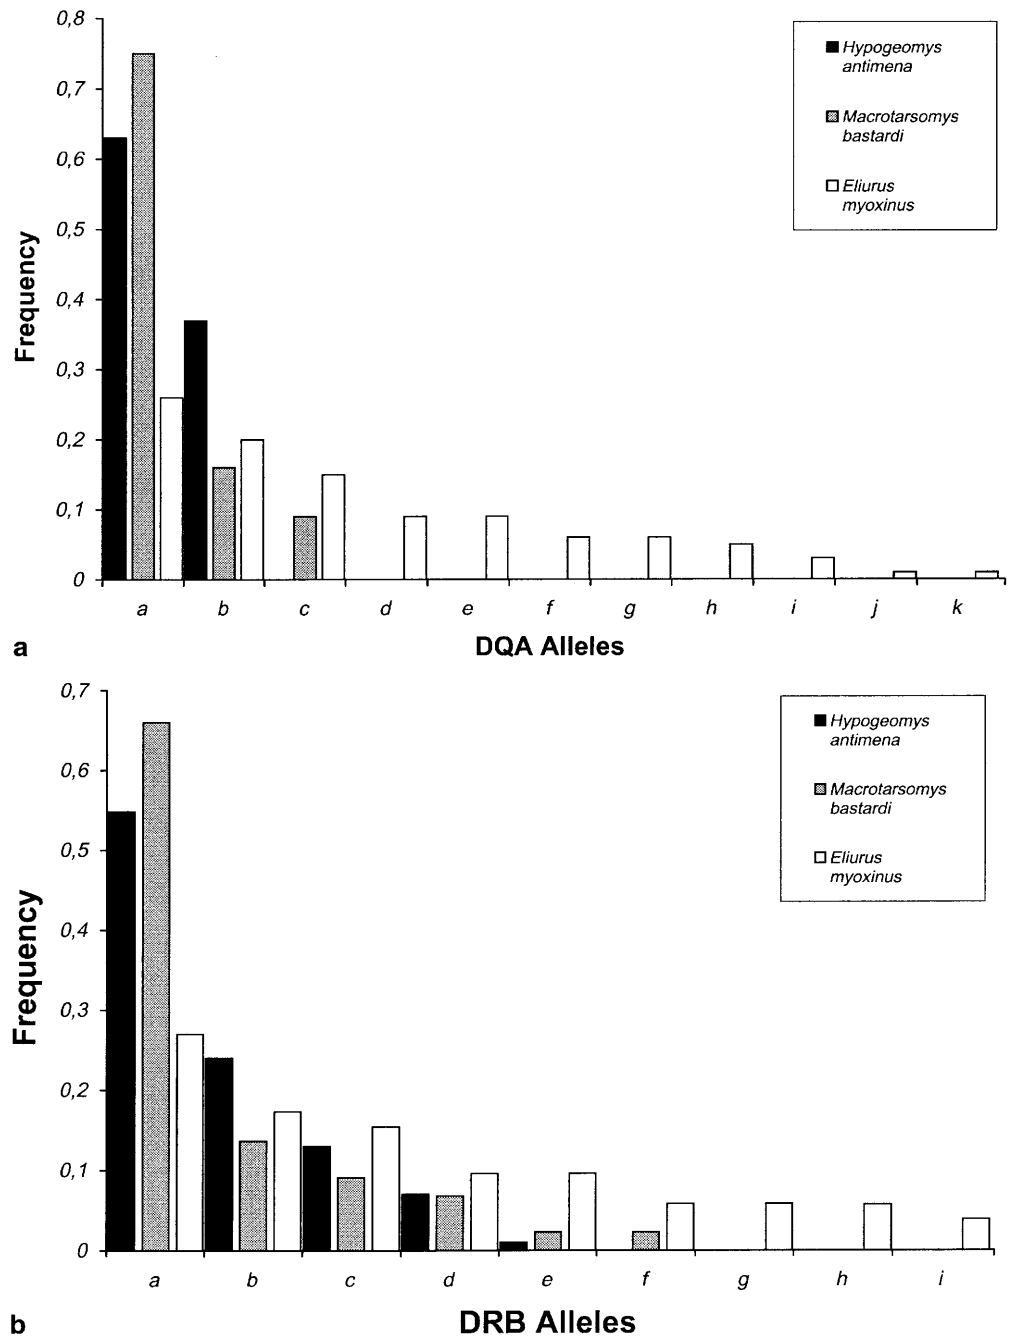 0,8
0,7
0,6
0,5
0,4
0,3
0,2
0,1
0
Frequency
Hypogeomys
antimena
Macrotarsomys
bastardi
Eliurus
myoxinus
a b c d e f g h i j k
a
DQA Alleles
0,7
0,6
0,5
0,4
0,3
0,2
0,1
0
Frequency
Hypogeomys
antimena
Macrotarsomys
bastardi
Eliurus
myoxinus
a b c d e f g h i
b
DRB Alleles